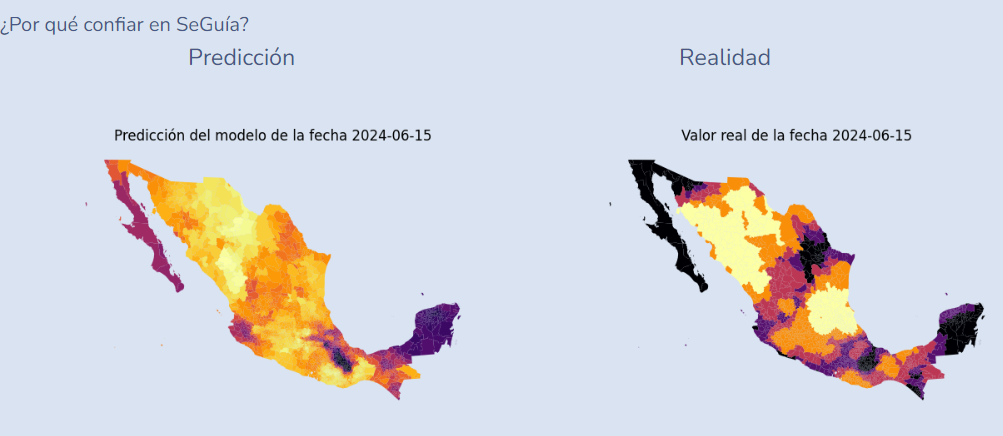 ¿Por qué confiar en SeGuía?
Predicción
Realidad
Predicción del modelo de la fecha 2024-06-15
Valor real de la fecha 2024-06-15